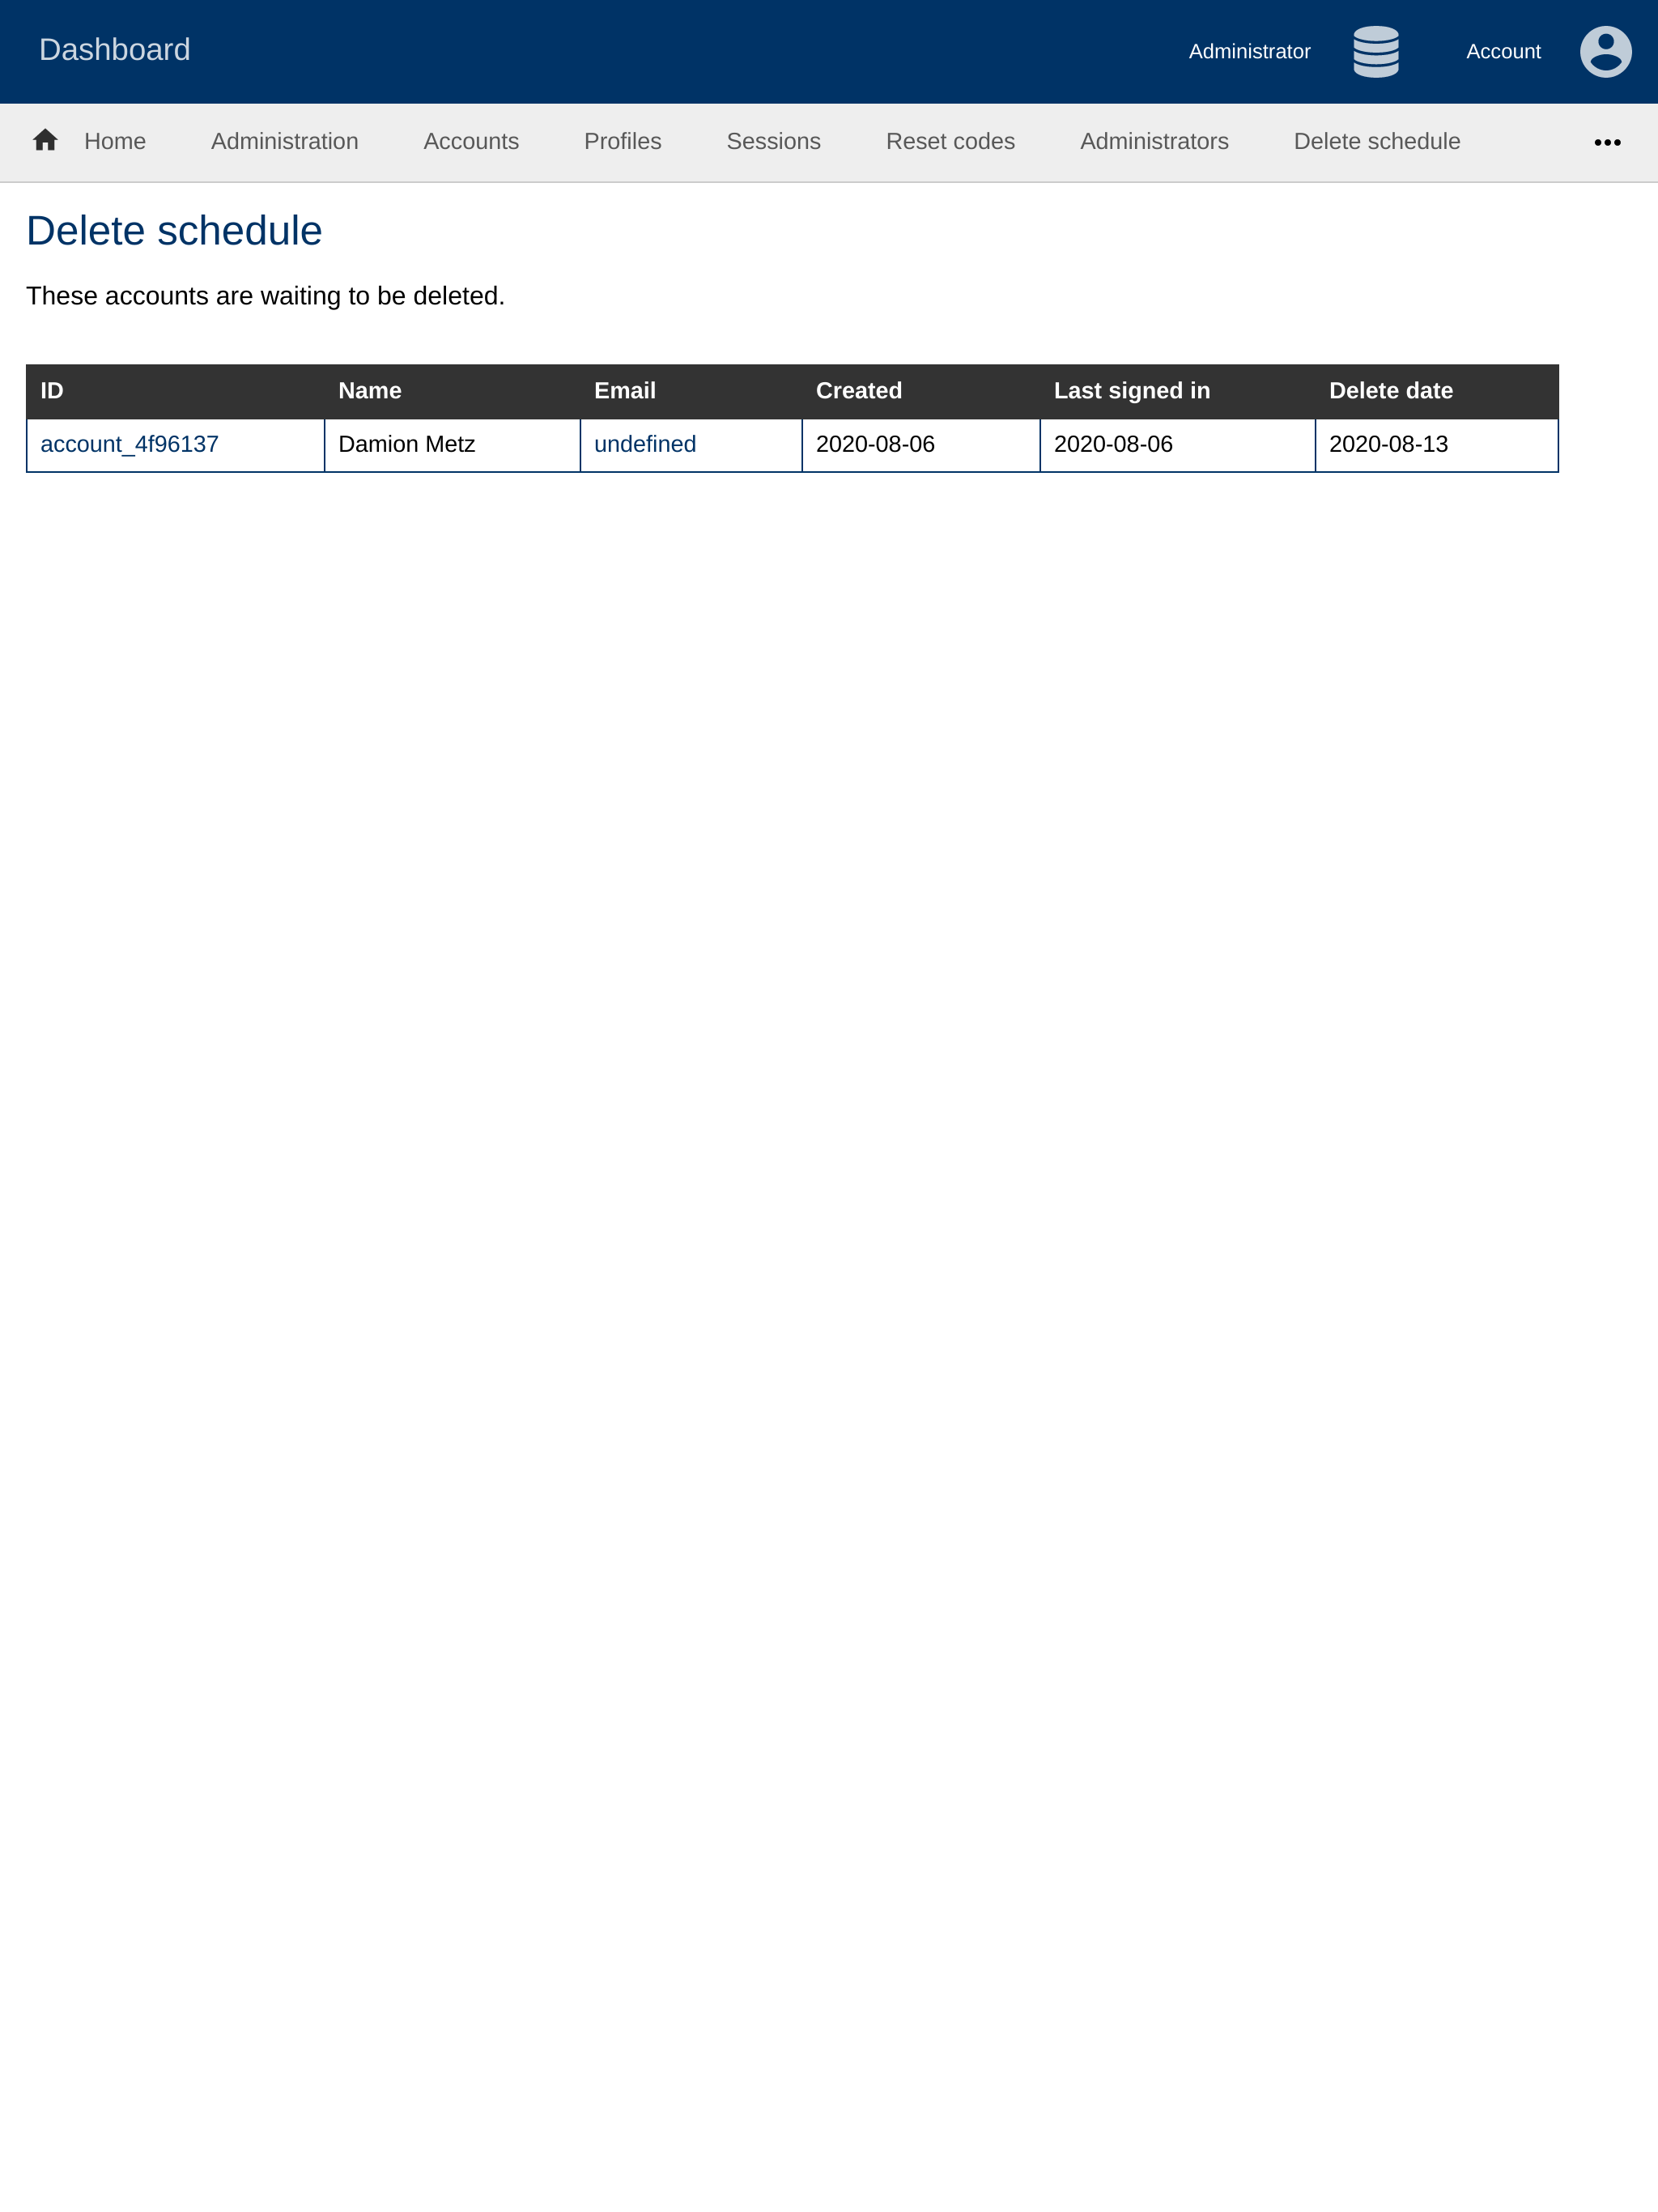 Dashboard Administrator Account
Home Administration Accounts Profiles Sessions Reset codes Administrators Delete schedule •••
Delete schedule
These accounts are waiting to be deleted.
ID Name Email Created Last signed in Delete date
account_4f96137 Damion Metz undefined 2020-08-06 2020-08-06 2020-08-13